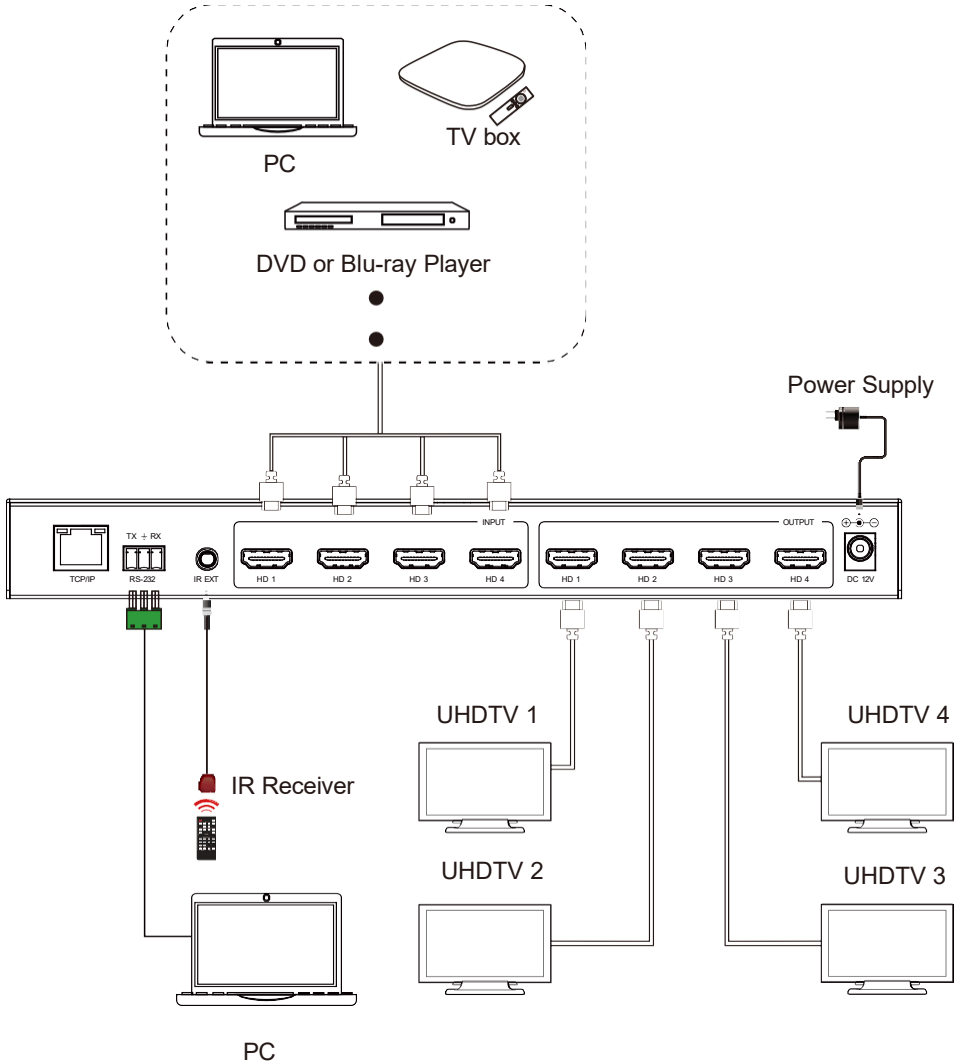 PC
TV box
DVD or Blu-ray Player
Power Supply
INPUT
OUTPUT
TX ⏚ RX
TCP/IP
RS-232
IR EXT
HD 1
HD 2
HD 3
HD 4
HD 1
HD 2
HD 3
HD 4
DC 12V
UHDTV 1
UHDTV 4
IR Receiver
UHDTV 2
UHDTV 3
PC